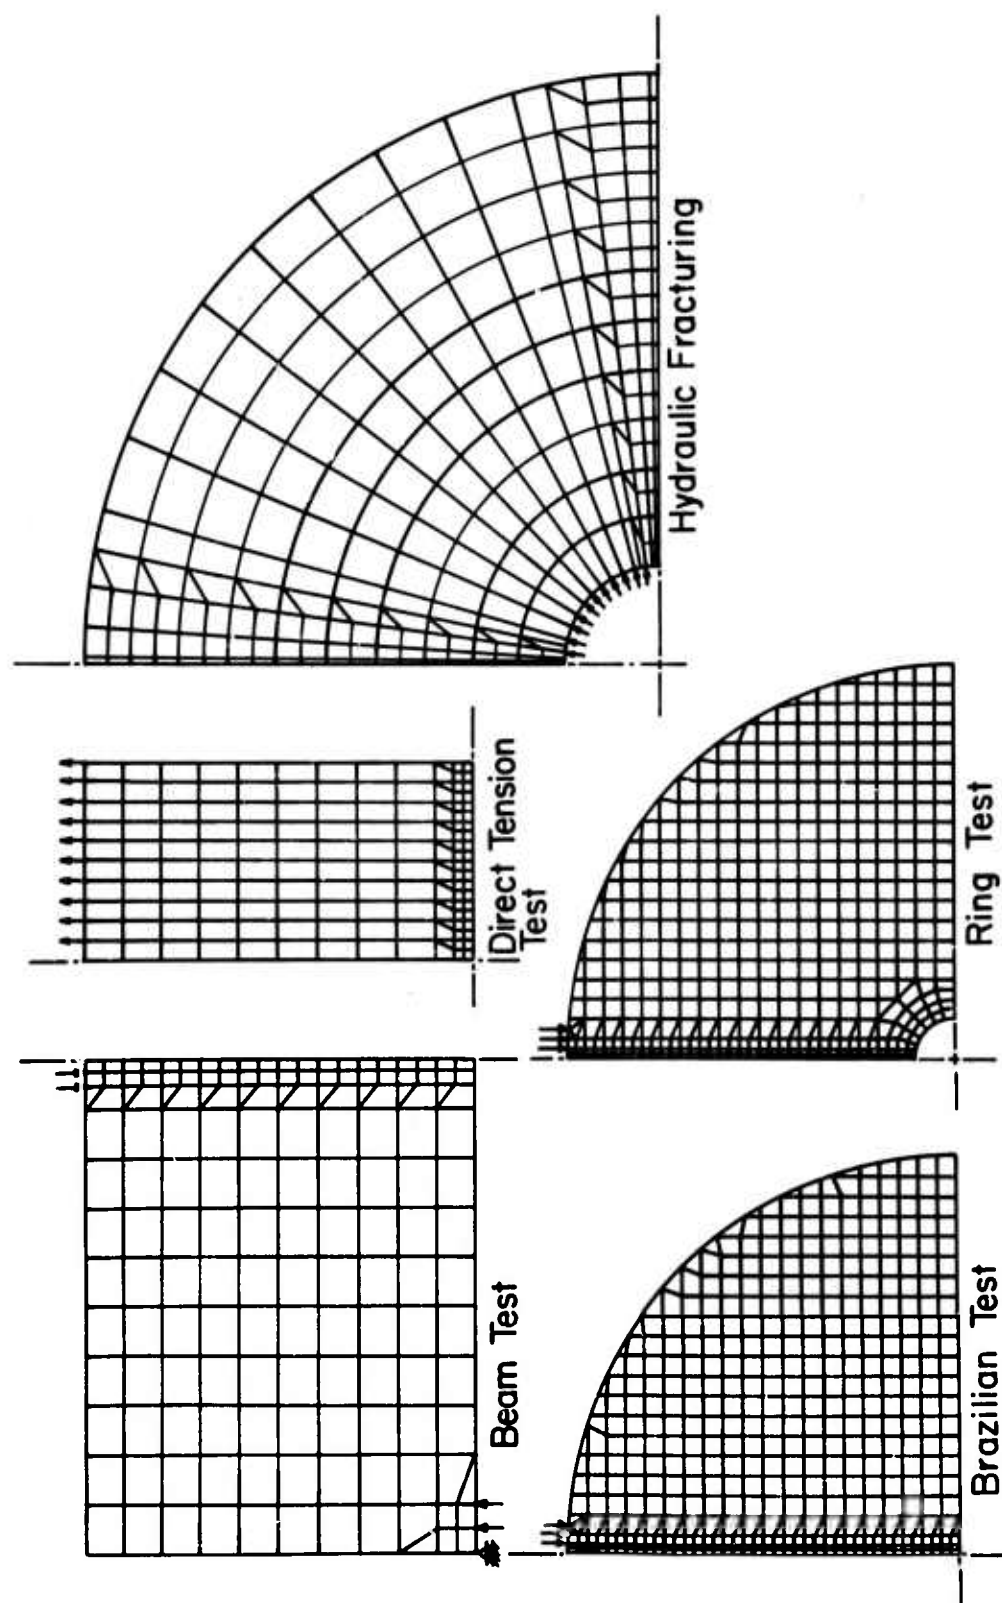 Hydraulic Fracturing
Direct Tension
Test
Ring Test
Beam Test
Brazilian Test